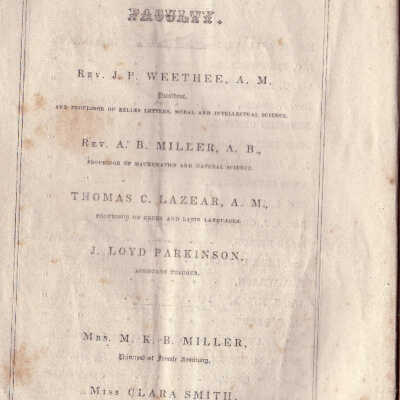 FACULTY.
REV. J. P. WEETHEE, A. M.
President,
AND PROFESSOR OF BELLES LETTERS, MORAL AND INTELLECTUAL SCIENCE.
REV. A. B. MILLER, A. B.,
PROFESSOR OF MATHEMATICS AND NATURAL SCIENCE.
THOMAS C. LAZEAR, A. M.,
PROFESSOR OF GREEK AND LATIN LANGUAGES.
J. LOYD PARKINSON,
ASSISTANT TEACHER.
MRS. M. K. B. MILLER,
Principal of Female Seminary,
MISS CLARA SMITH,